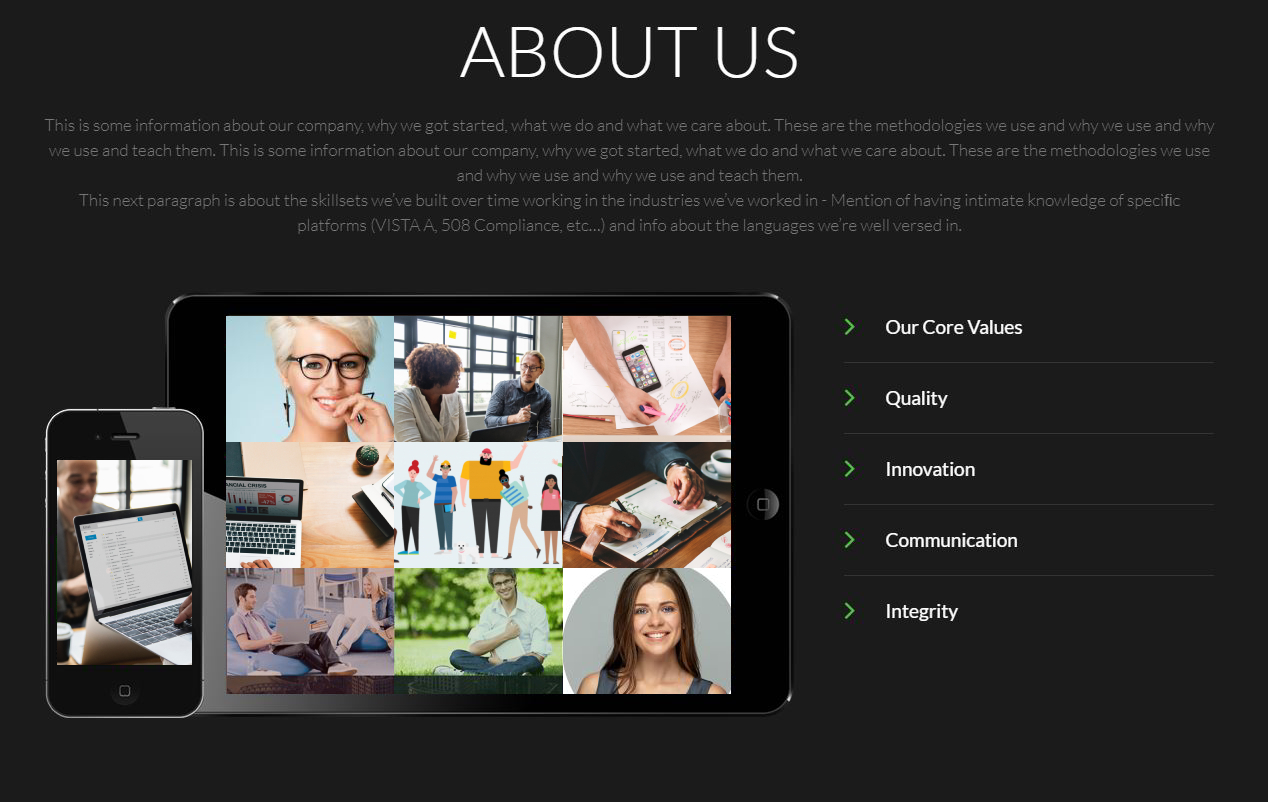 ABOUT US
This is some information about our company, why we got started, what we do and what we care about. These are the methodologies we use and why we use and why
we use and teach them. This is some information about our company, why we got started, what we do and what we care about. These are the methodologies we use
and why we use and why we use and teach them.
This next paragraph is about the skillsets we've built over time working in the industries we've worked in - Mention of having intimate knowledge of specific
platforms (VISTA A, 508 Compliance, etc...) and info about the languages we're well versed in.
Our Core Values
Quality
NANCIAL CRISIS
Innovation
Communication
Integrity